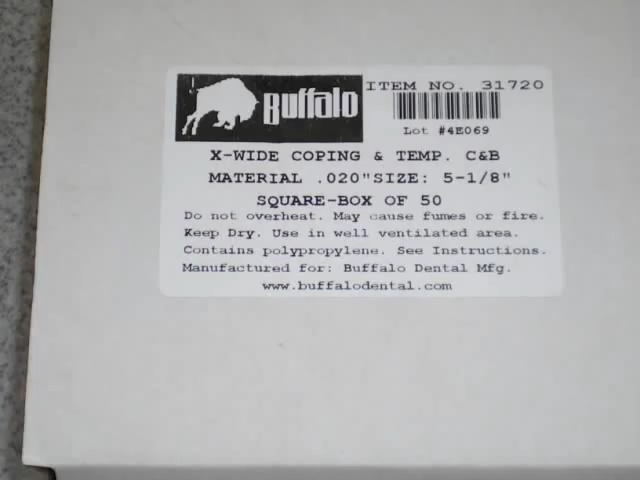 Buffalo
ITEM NO. 31720
Lot #4E069
X-WIDE COPING & TEMP. C&B
MATERIAL .020"SIZE: 5-1/8"
SQUARE-BOX OF 50
Do not overheat. May cause fumes or fire.
Keep Dry. Use in well ventilated area.
Contains polypropylene. See Instructions.
Manufactured for: Buffalo Dental Mfg.
www.buffalodental.com